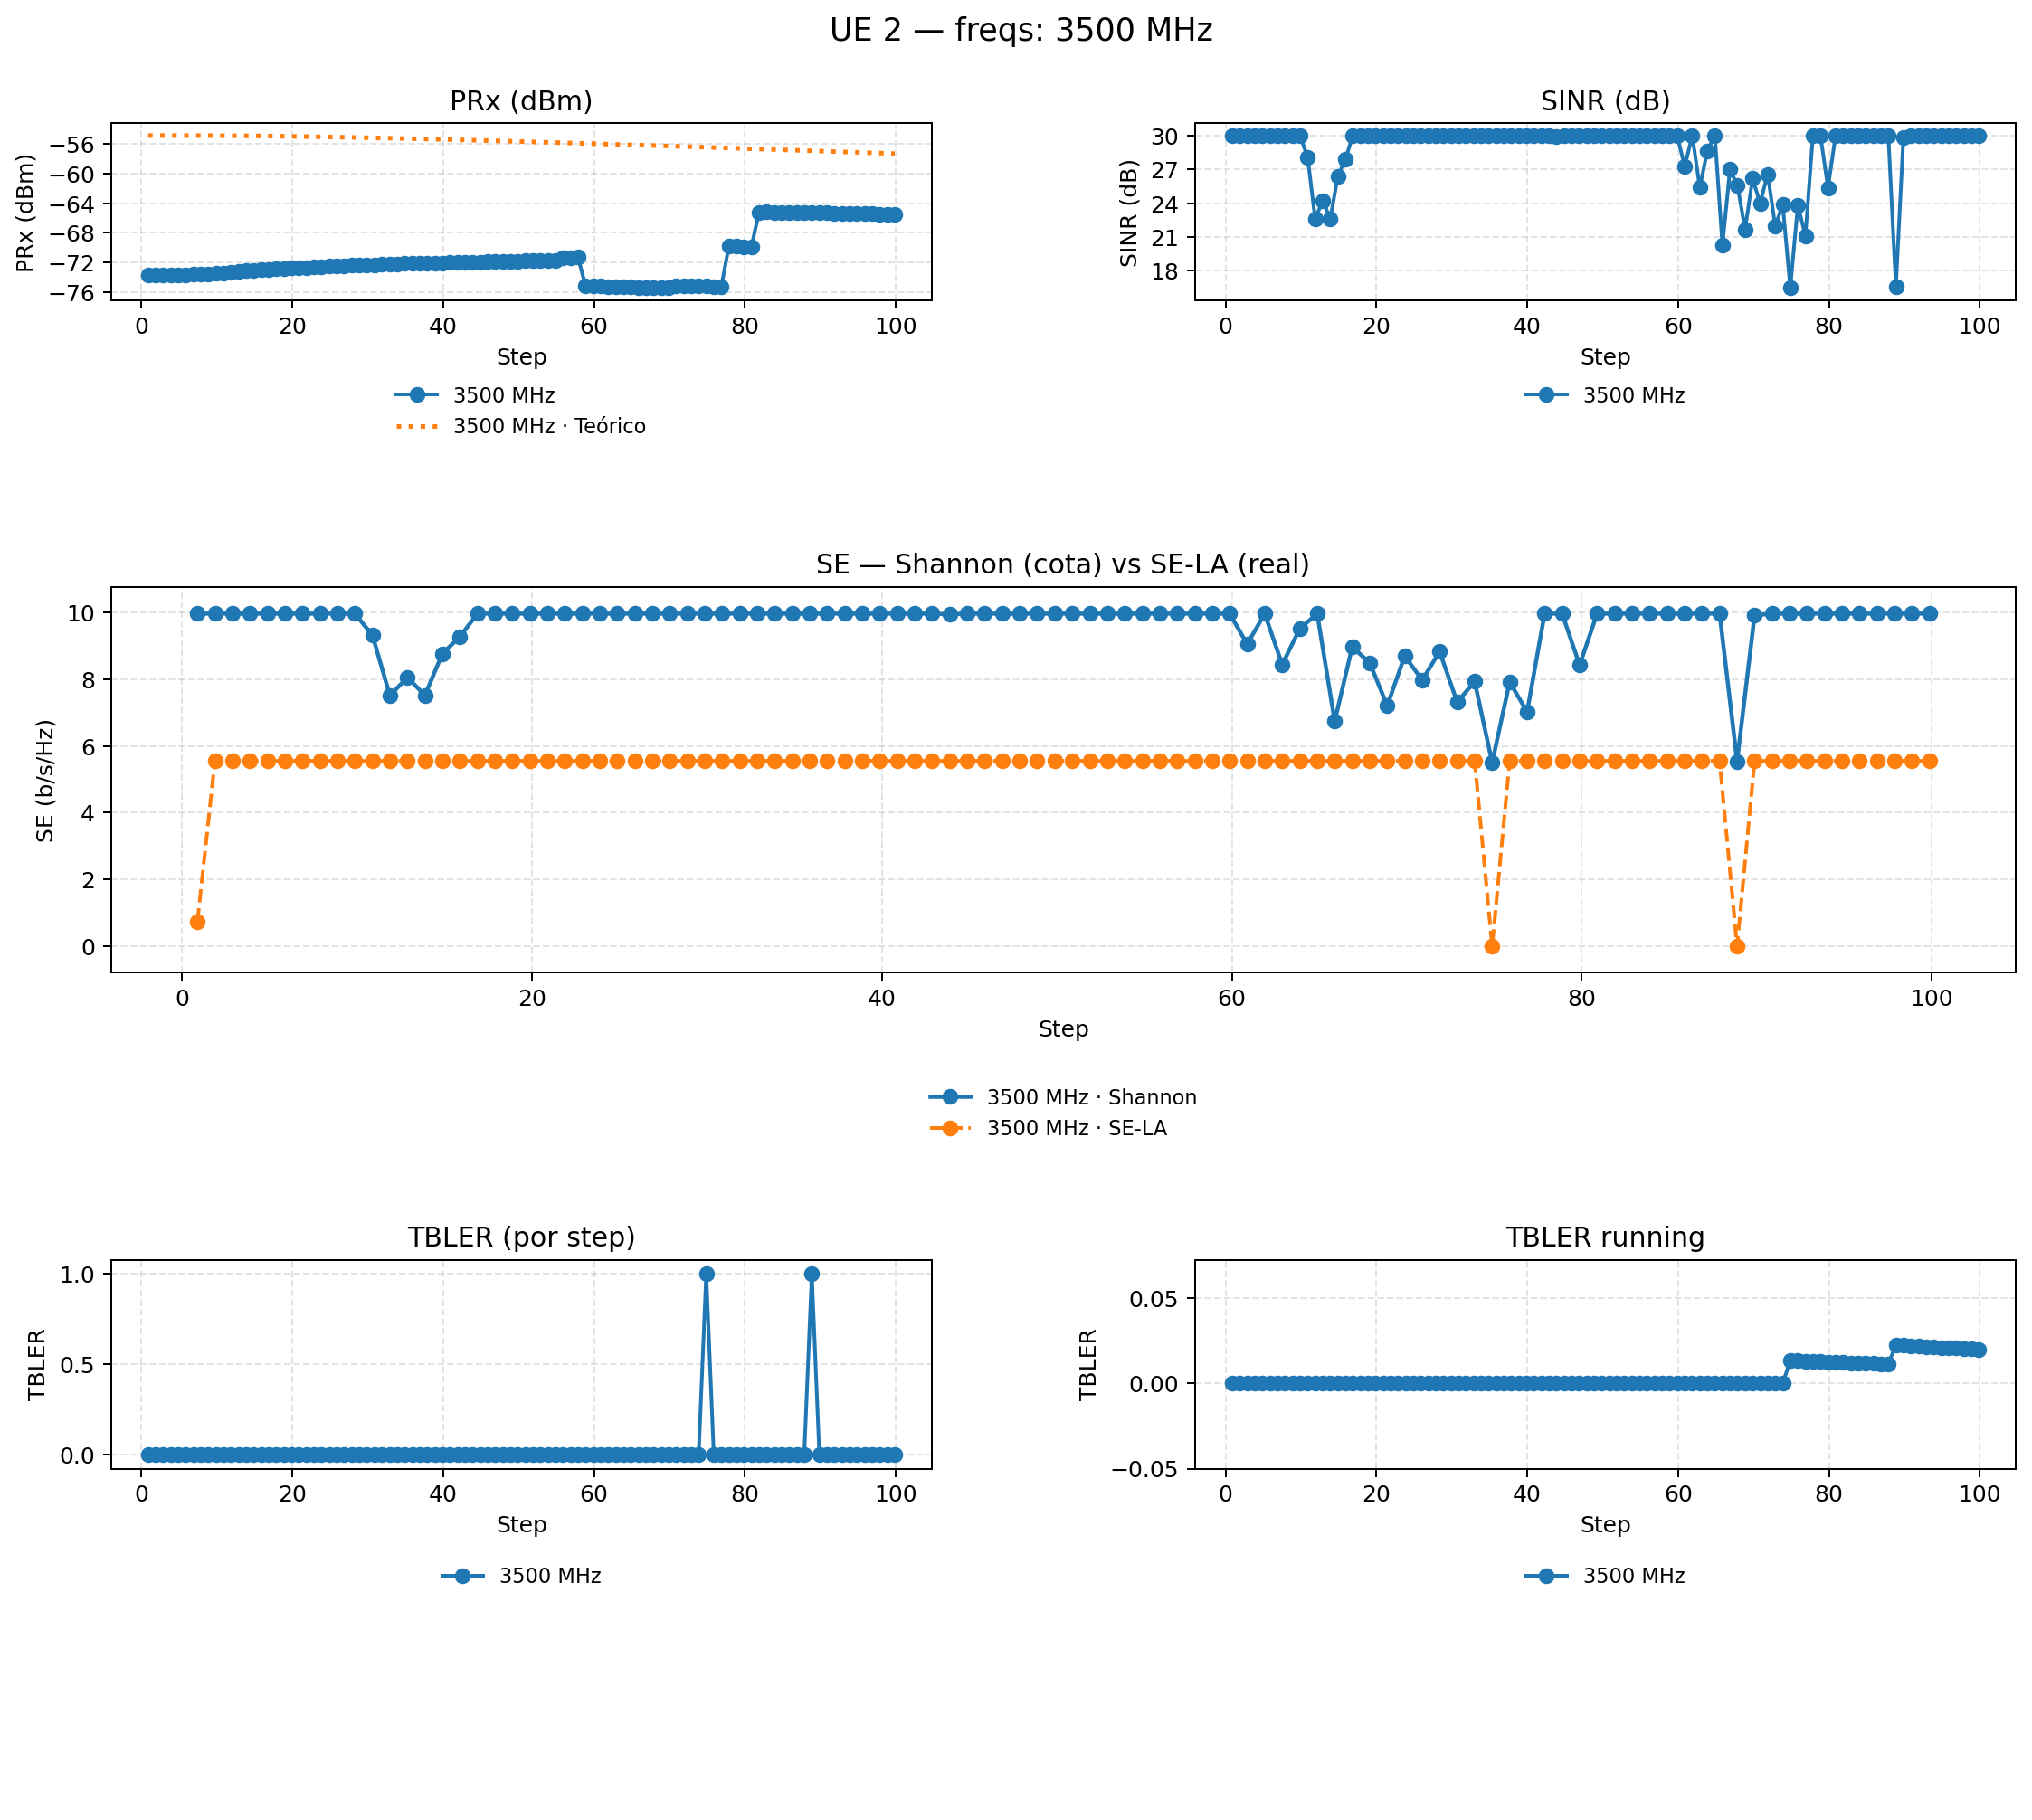 UE 2 — freqs: 3500 MHz
PRx (dBm)
PRx (dBm)
−56
−60
−64
−68
−72
−76
0 20 40 60 80 100
Step
3500 MHz
3500 MHz · Teórico
SINR (dB)
SINR (dB)
30
27
24
21
18
0 20 40 60 80 100
Step
3500 MHz
SE — Shannon (cota) vs SE-LA (real)
SE (b/s/Hz)
10
8
6
4
2
0
0 20 40 60 80 100
Step
3500 MHz · Shannon
3500 MHz · SE-LA
TBLER (por step)
TBLER
1.0
0.5
0.0
0 20 40 60 80 100
Step
3500 MHz
TBLER running
TBLER
0.05
0.00
−0.05
0 20 40 60 80 100
Step
3500 MHz